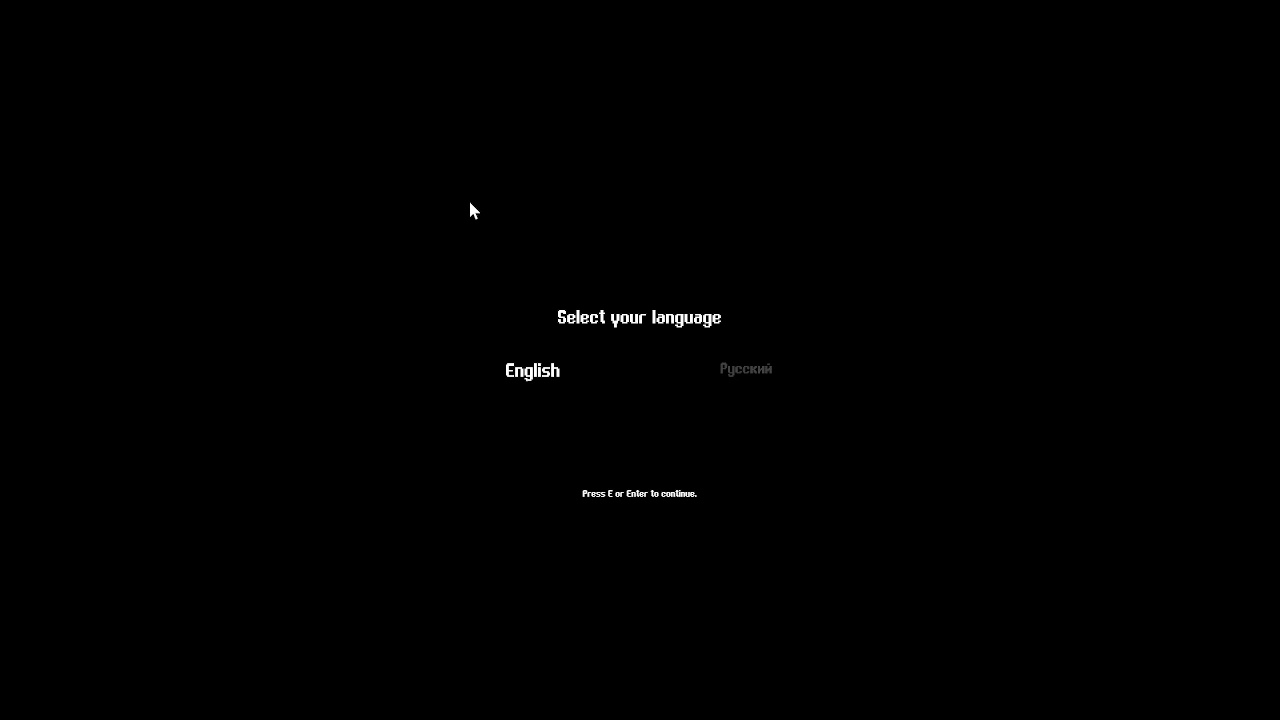 Select your language
English Русский
Press E or Enter to continue.